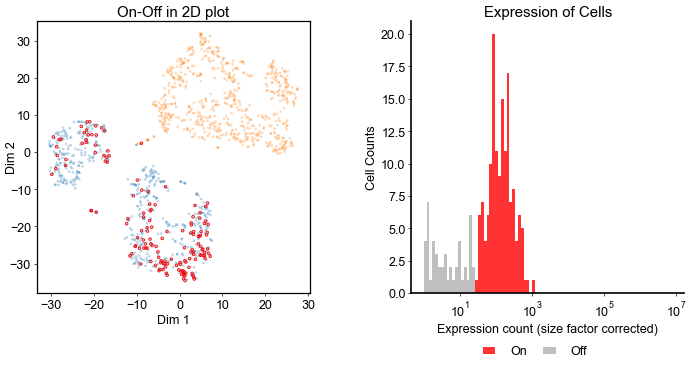 On-Off in 2D plot
30
20
10
0
−10
−20
−30
Dim 2
−30 −20 −10 0 10 20 30
Dim 1
Expression of Cells
20.0
17.5
15.0
12.5
10.0
7.5
5.0
2.5
0.0
Cell Counts
10^1 10^3 10^5 10^7
Expression count (size factor corrected)
On Off